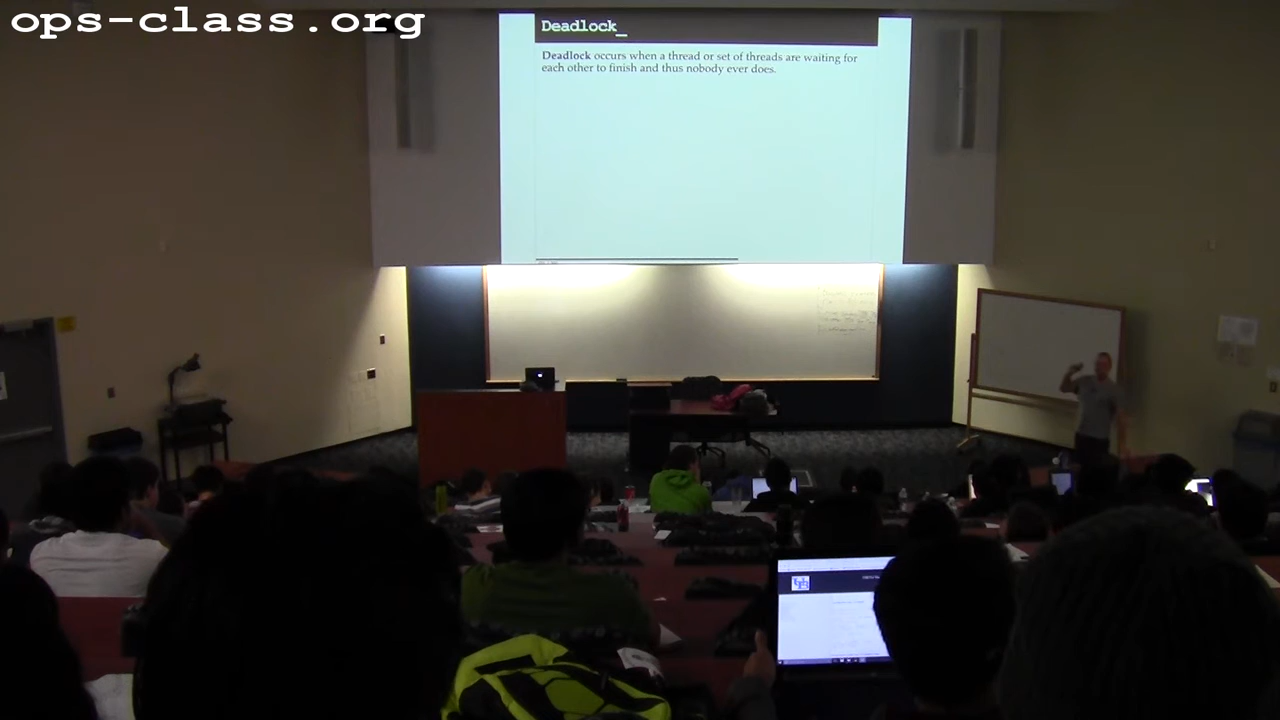 ops-class.org
Deadlock_
Deadlock occurs when a thread or set of threads are waiting for
each other to finish and thus nobody ever does.